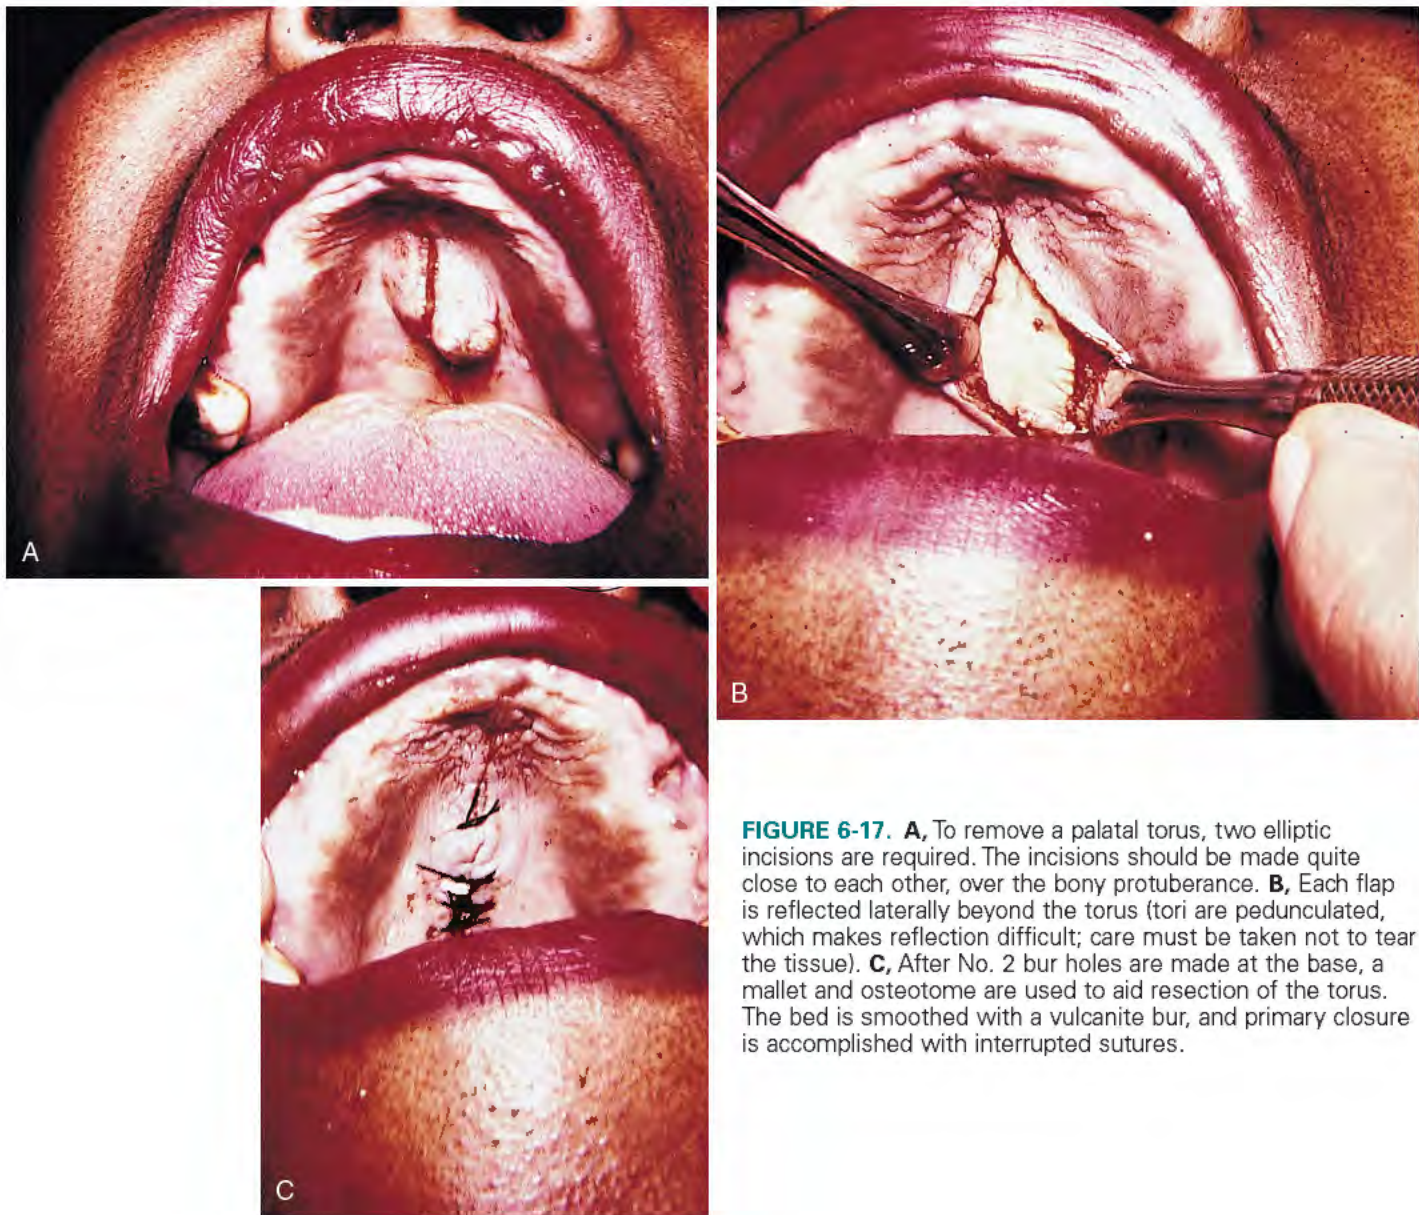 A
B
C
FIGURE 6-17. A, To remove a palatal torus, two elliptic
incisions are required. The incisions should be made quite
close to each other, over the bony protuberance. B, Each flap
is reflected laterally beyond the torus (tori are pedunculated,
which makes reflection difficult; care must be taken not to tear
the tissue). C, After No. 2 bur holes are made at the base, a
mallet and osteotome are used to aid resection of the torus.
The bed is smoothed with a vulcanite bur, and primary closure
is accomplished with interrupted sutures.